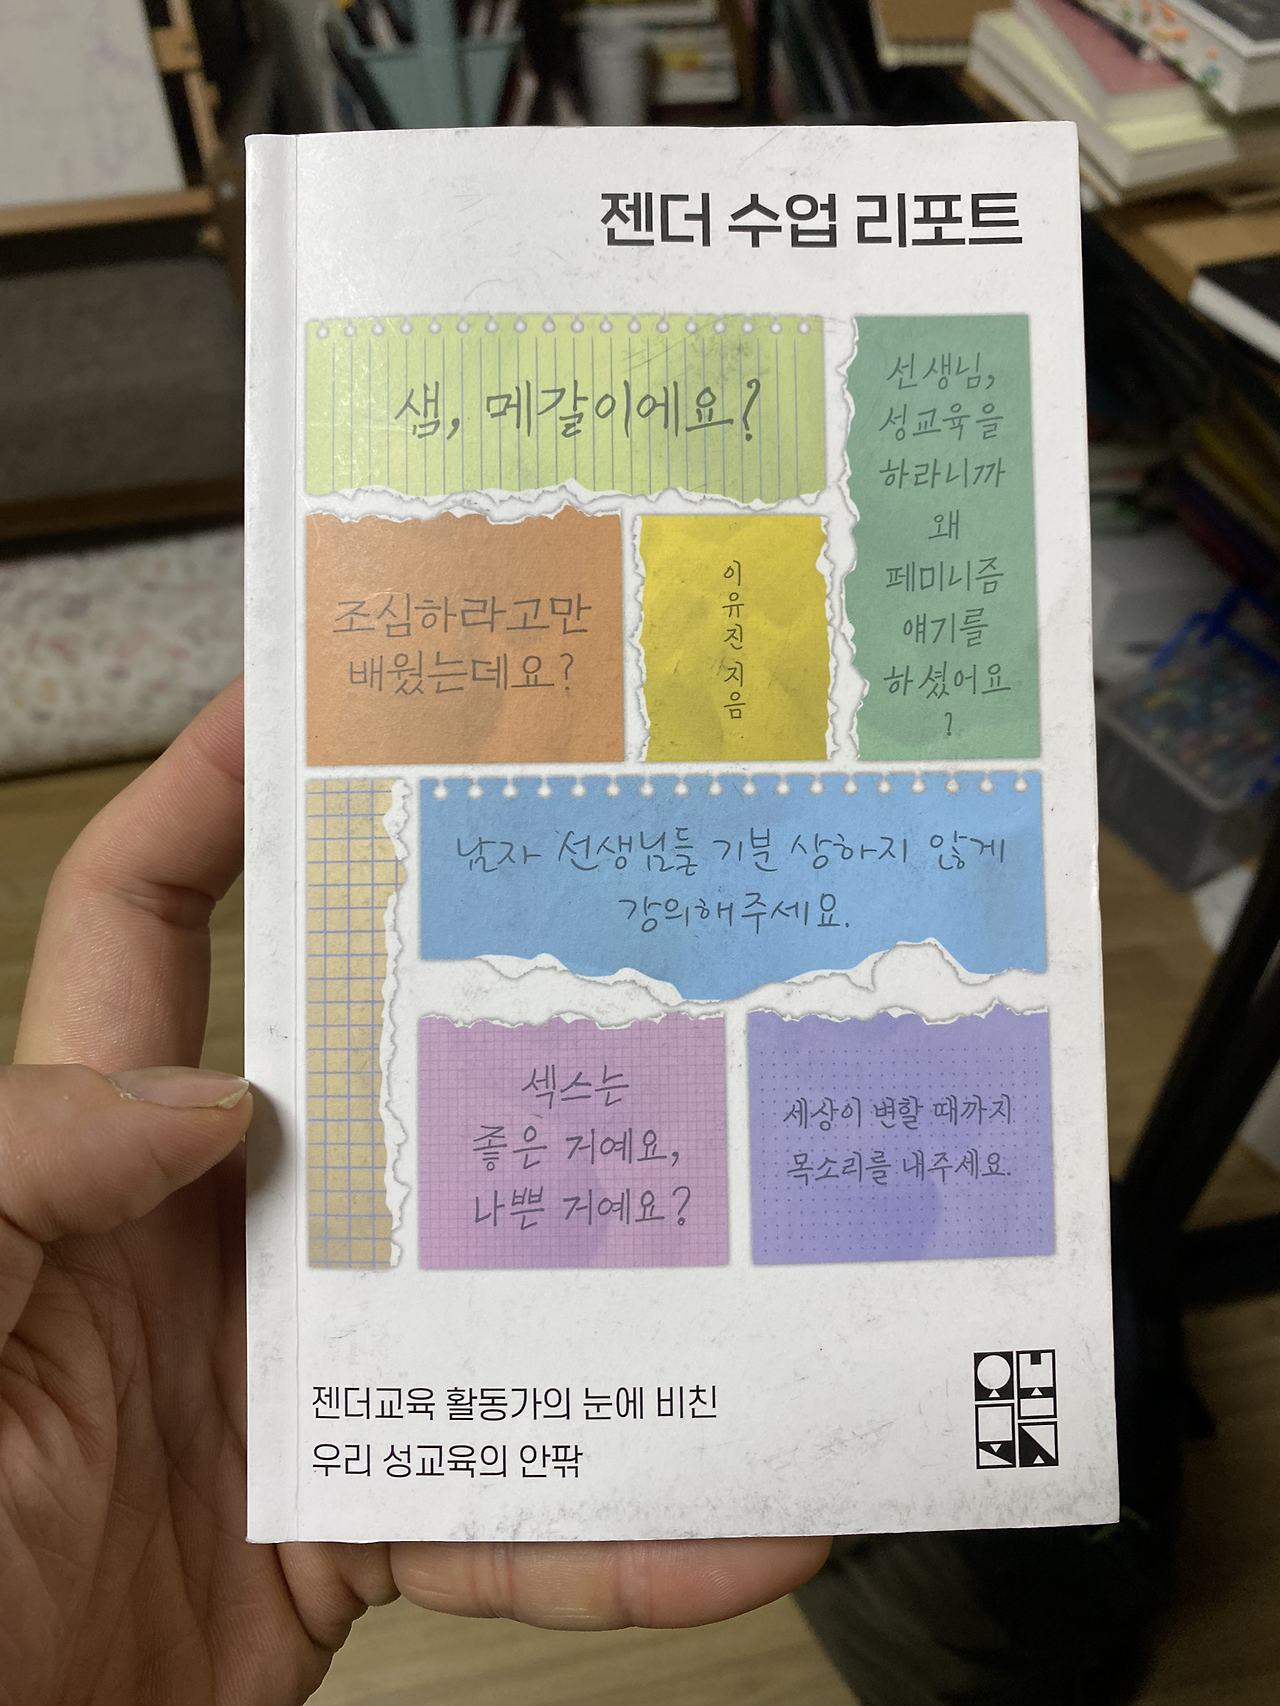 젠더 수업 리포트
샘, 메갈이에요?
선생님,
성교육을
하라니까
왜
페미니즘
얘기를
하셨어요
?
조심하라고만
배웠는데요?
이유진 지음
남자 선생님들 기분 상하지 않게
강의해주세요.
섹스는
좋은 거예요,
나쁜 거예요?
세상이 변할 때까지
목소리를 내주세요.
젠더교육 활동가의 눈에 비친
우리 성교육의 안팎